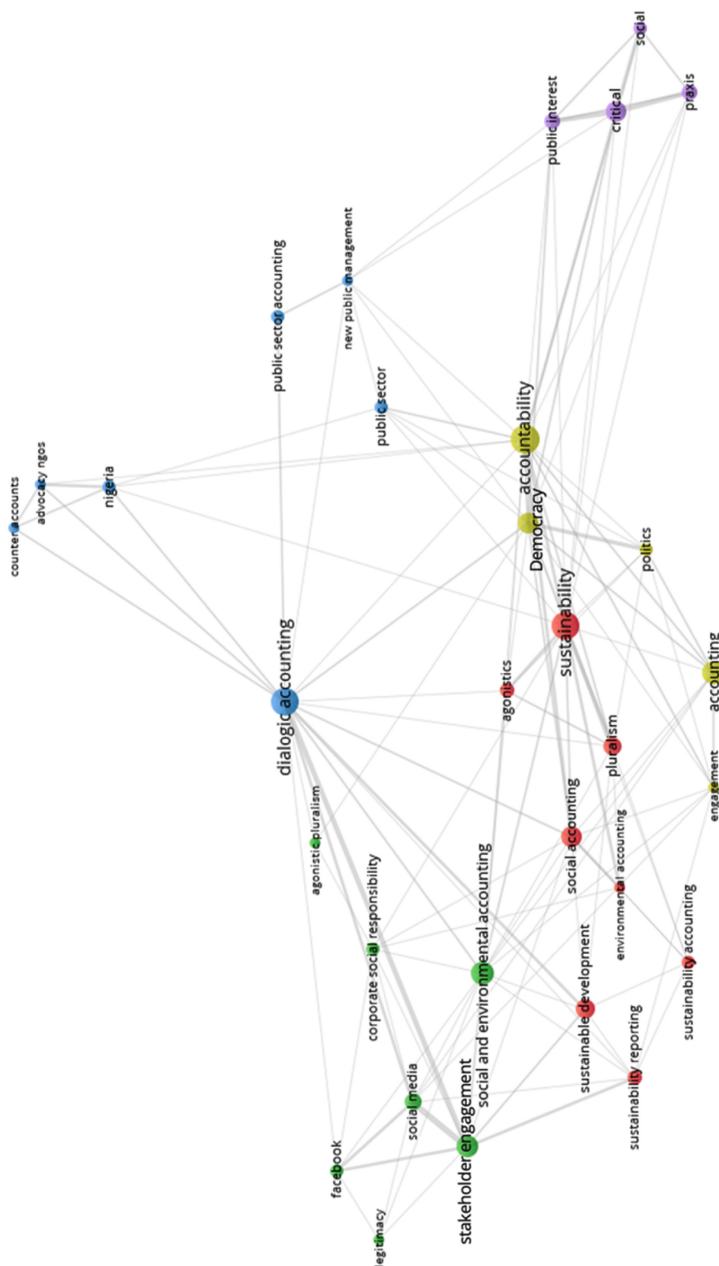 counter accounts
advocacy ngos
nigeria
public sector accounting
dialogic accounting
agonistic pluralism
facebook
new public management
corporate social responsibility
legitimacy
public sector
social media
stakeholder engagement
social and environmental accounting
agonistics
accountability
Democracy
public interest
sustainability
social accounting
sustainable development
pluralism
critical
environmental accounting
sustainability reporting
social
politics
praxis
sustainability accounting
accounting
engagement